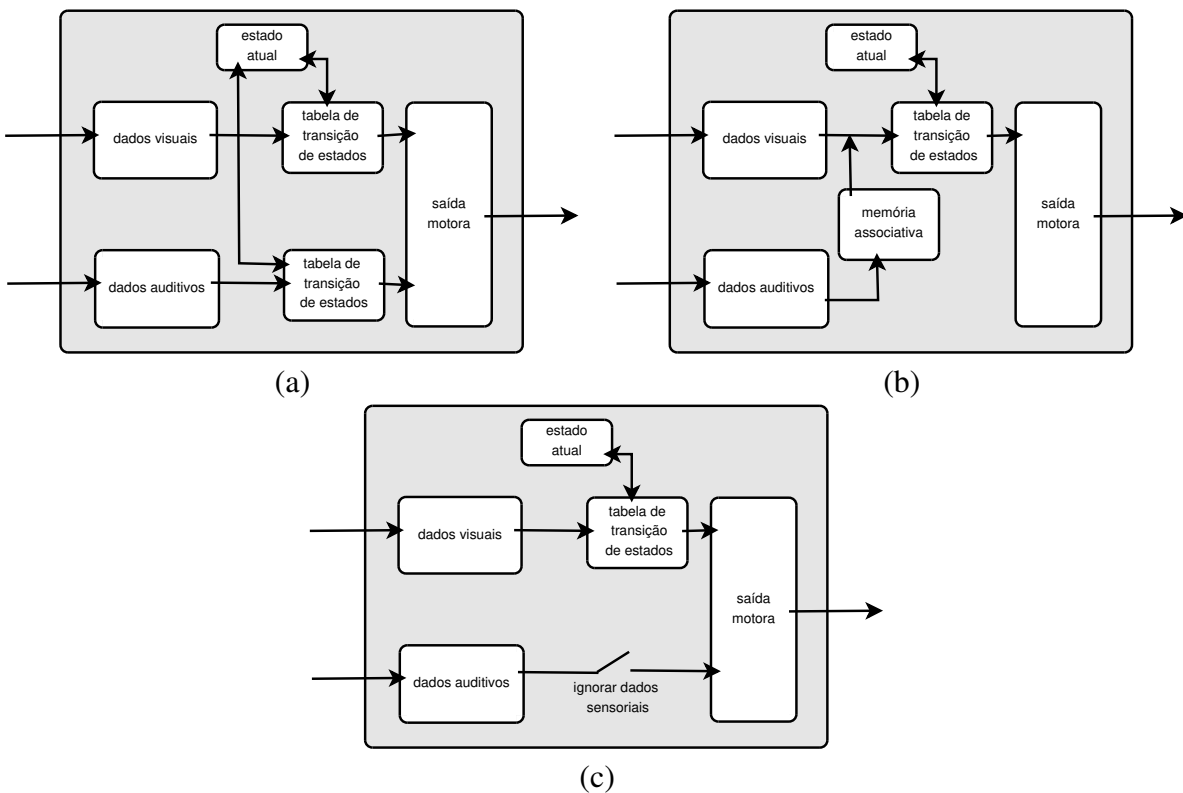 estado
atual
dados visuais
tabela de
transição
de estados
saída
motora
dados auditivos
tabela de
transição
de estados
(a)
estado
atual
dados visuais
tabela de
transição
de estados
memória
associativa
saída
motora
dados auditivos
(b)
estado
atual
dados visuais
tabela de
transição
de estados
saída
motora
dados auditivos
ignorar dados
sensoriais
(c)